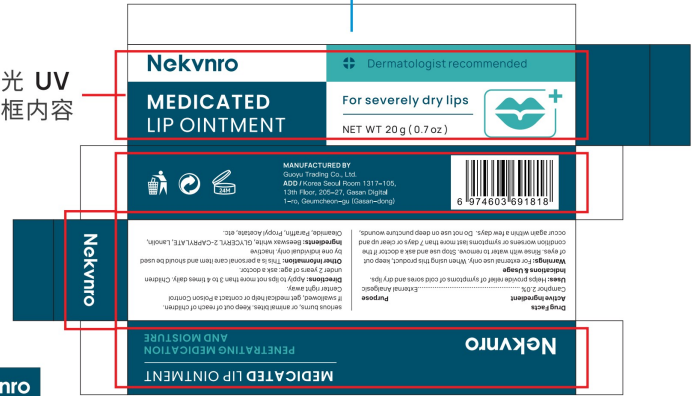 光 UV
框内容
Nekvnro
Dermatologist recommended
MEDICATED
LIP OINTMENT
For severely dry lips
NET WT 20 g ( 0.7 oz )
24M
MANUFACTURED BY
Guoyu Trading Co., Ltd.
ADD / Korea Seoul Room 1317-105,
13th Floor, 205-27, Gasan Digital
1-ro, Geumcheon-gu (Gasan-dong)
6 974603 691818
Nekvnro
Drug Facts
Active Ingredient Purpose
Camphor 2.0%......External Analgesic
Uses: Helps provide relief of symptoms of cold sores and dry lips.
Indications & Usage
Warnings: For external use only. When using this product, keep out
of eyes. Rinse with water to remove. Stop use and ask a doctor if the
condition worsens or symptoms last more than 7 days or clear up and
occur again within a few days. Do not use on deep puncture wounds,
serious burns, or animal bites. Keep out of reach of children.
If swallowed, get medical help or contact a Poison Control
Center right away.
Directions: Apply to lips not more than 3 to 4 times daily. Children
under 2 years of age: ask a doctor.
Other information: This is a personal care item and should be used
by one individual only. Inactive
Ingredients: Beeswax white, GLYCERYL 2-CAPRYLATE, Lanolin,
Olamine, Paraffin, Propyl Acetate, etc.
Nekvnro
MEDICATED LIP OINTMENT
PENETRATING MEDICATION
AND MOISTURE
nro